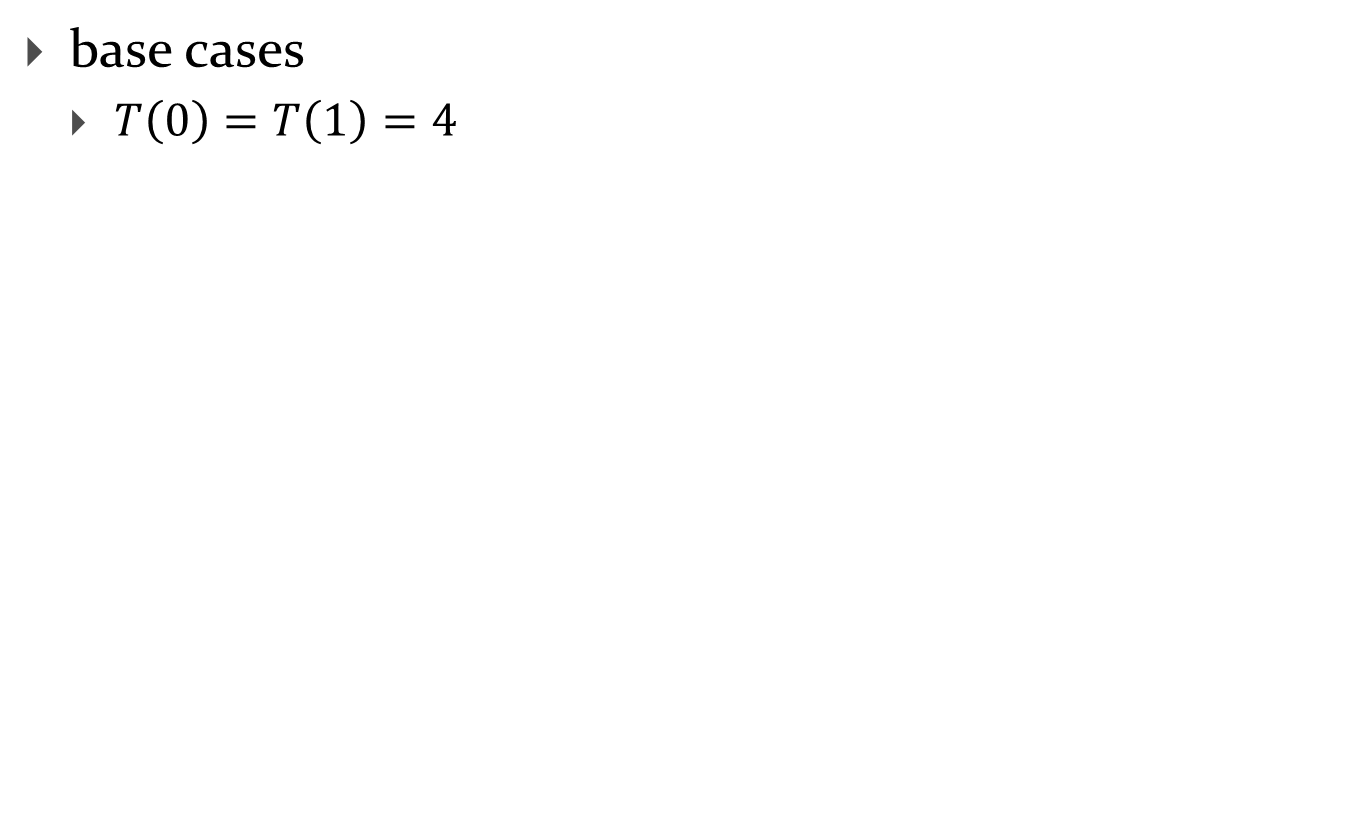 base cases
T(0) = T(1) = 4